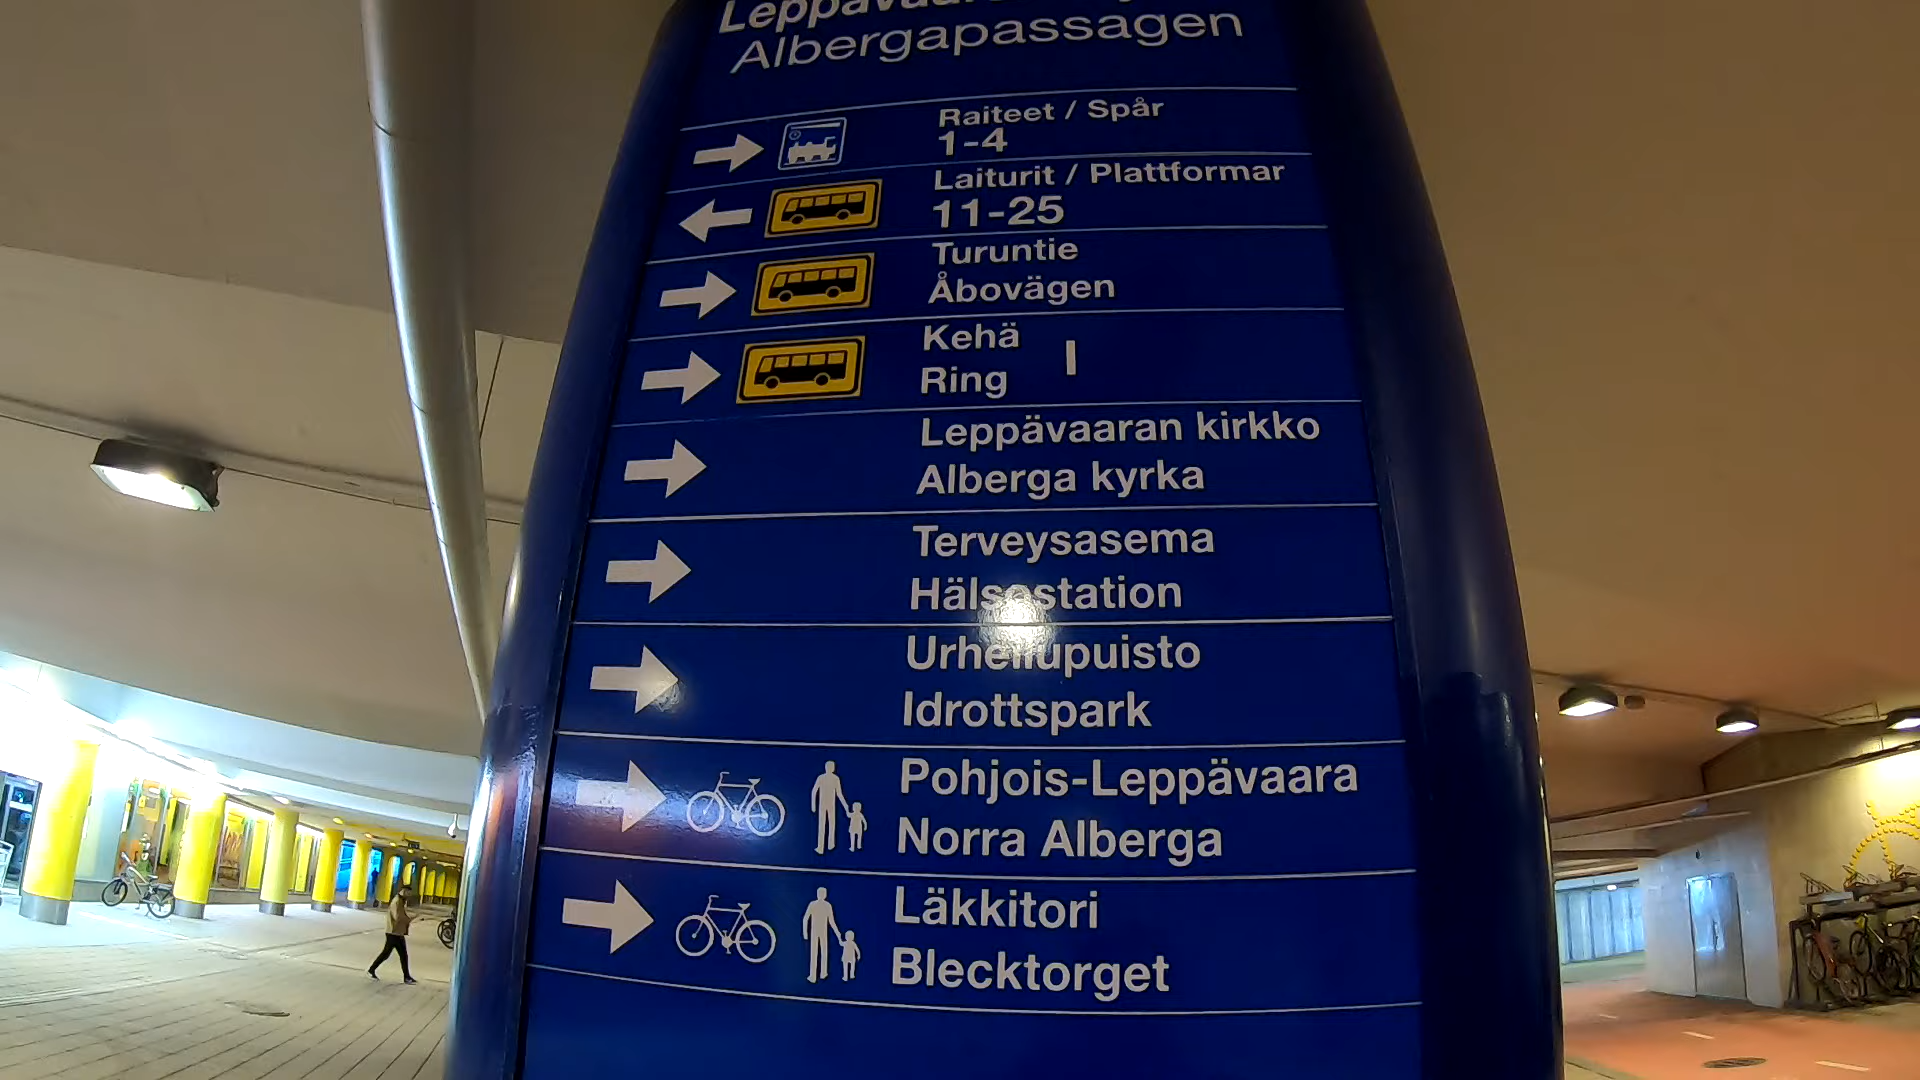 Albergapassagen
Raiteet / Spår
1-4
Laiturit / Plattformar
11-25
Turuntie
Åbovägen
Kehä I
Ring
Leppävaaran kirkko
Alberga kyrka
Terveysasema
Hälsostation
Urheilupuisto
Idrottspark
Pohjois-Leppävaara
Norra Alberga
Läkkitori
Blecktorget